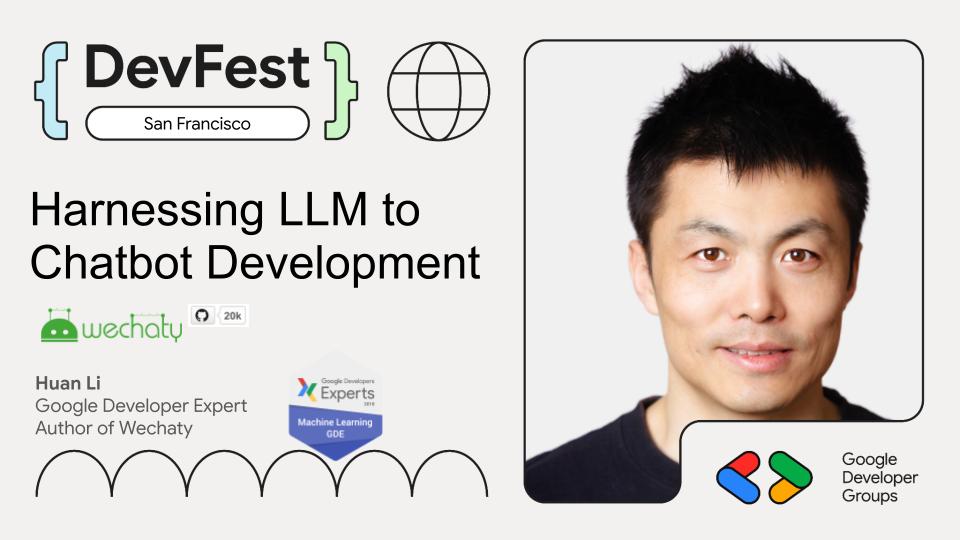 DevFest
San Francisco
Harnessing LLM to
Chatbot Development
wechaty
20k
Huan Li
Google Developer Expert
Author of Wechaty
Google Developers
Experts
2018
Machine Learning
GDE
Google
Developer
Groups